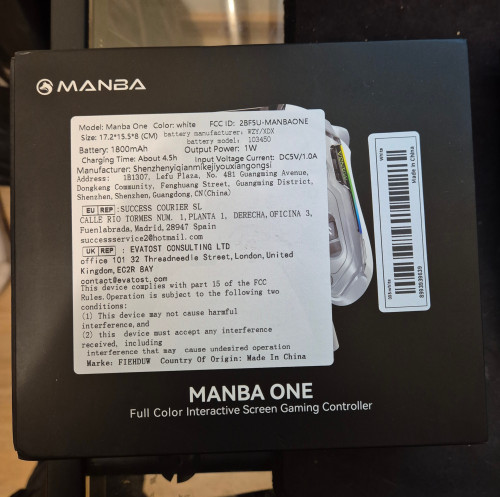 MANBA
Model: Manba One Color: white FCC ID: 2BFSU-MANBAONE
Size: 17.2*15.5*8 (CM) battery manufacturer: WZY/XDX
Battery: 1800mAh battery model: 103450
Output Power: 1W
Charging Time: About 4.5h Input Voltage Current: DC5V/1.0A
Manufacturer: Shenzhenyiqianmikejiyouxiangongsi
Address: 1B1307, Lefu Plaza, No. 481 Guangming Avenue,
Dongkeng Community, Fenghuang Street, Guangming District,
Shenzhen, Shenzhen, Guangdong, CN(China)
EU REP :SUCCESS COURIER SL
CALLE RIO TORMES NUM. 1, PLANTA 1, DERECHA, OFICINA 3,
Fuenlabrada, Madrid, 28947 Spain
successservice2@hotmail.com
UK REP : EVATOST CONSULTING LTD
office 101 32 Threadneedle Street, London, United
Kingdom, EC2R 8AY
contact@evatost.com
This device complies with part 15 of the FCC
Rules. Operation is subject to the following two
conditions:
(1) This device may not cause harmful
interference, and
(2) this device must accept any interference
received, including
interference that may cause undesired operation
Marke: FIEHDUW Country Of Origin: Made In China
White
Made in China
8963539639
MANBA ONE
Full Color Interactive Screen Gaming Controller